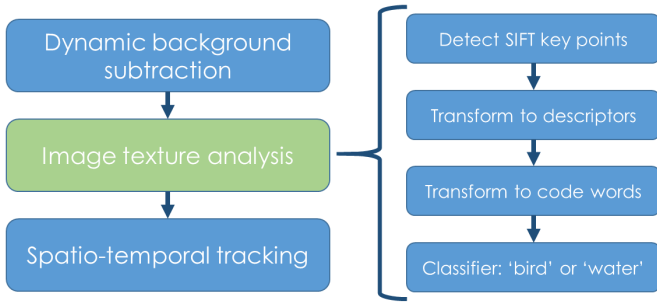 Dynamic background
subtraction
Image texture analysis
Spatio-temporal tracking
Detect SIFT key points
Transform to descriptors
Transform to code words
Classifier: ‘bird’ or ‘water’